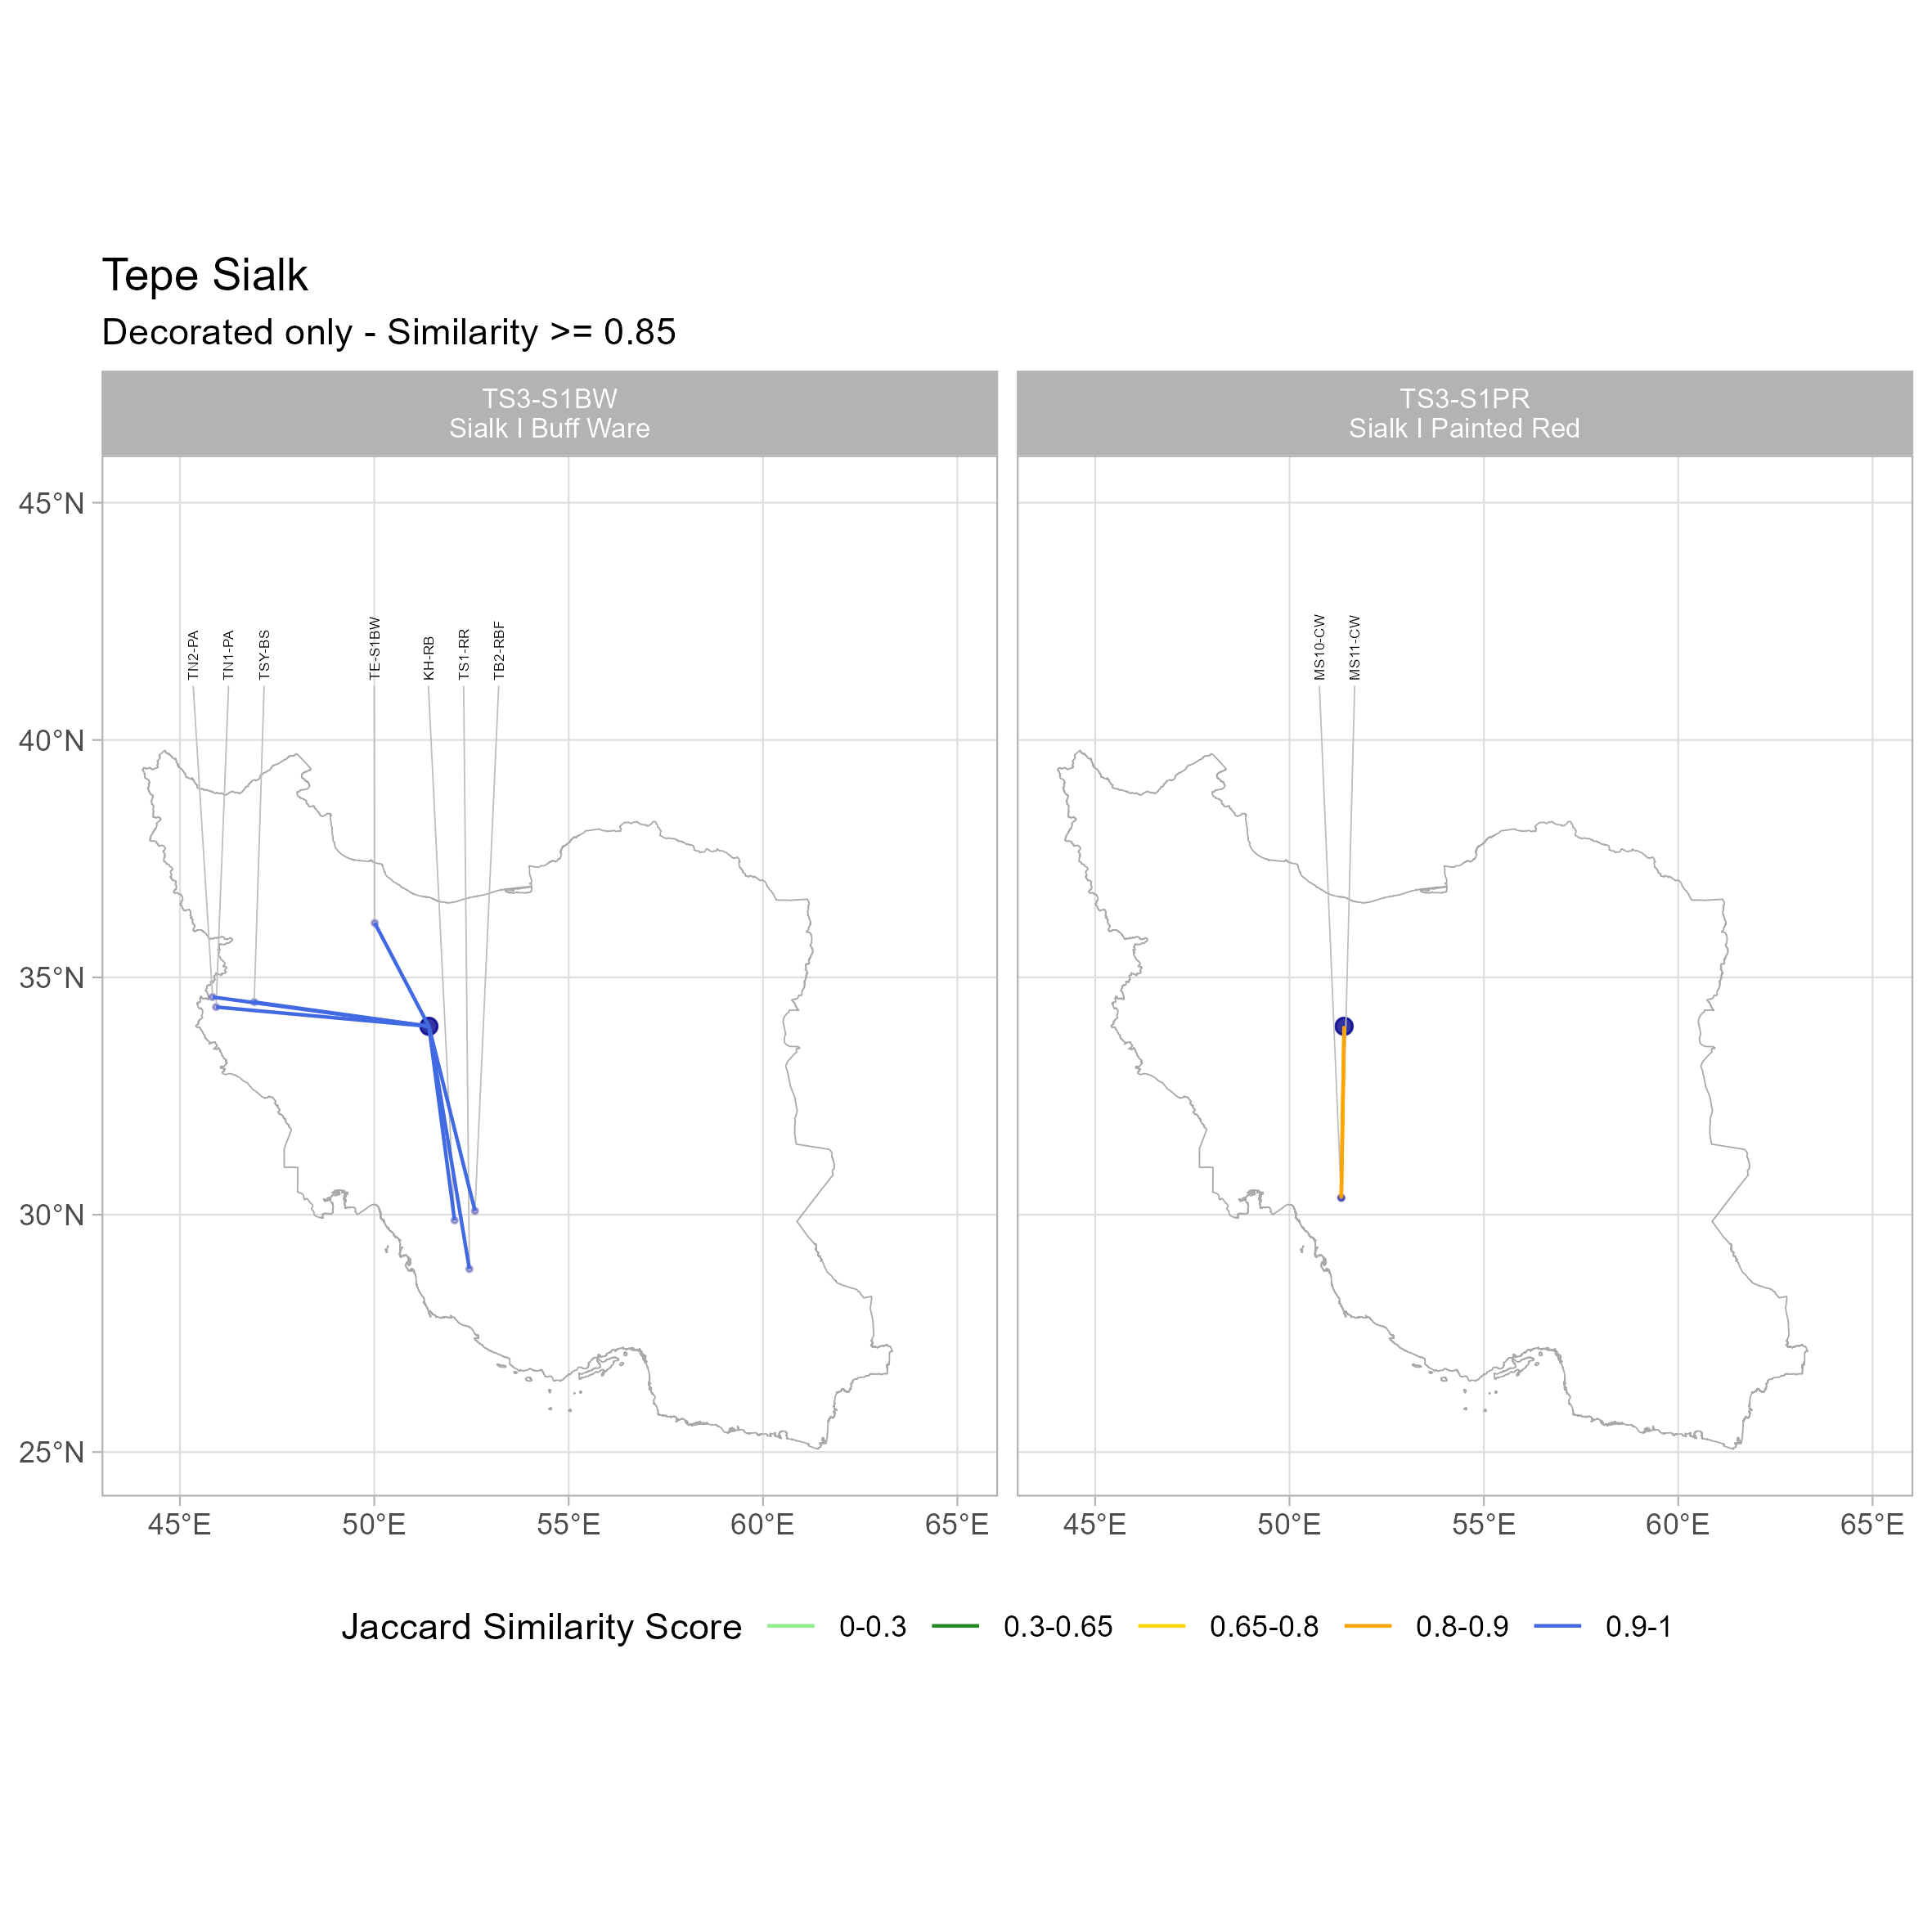 Tepe Sialk
Decorated only - Similarity >= 0.85
TS3-S1BW
Sialk I Buff Ware
TS3-S1PR
Sialk I Painted Red
45°N
40°N
35°N
30°N
25°N
TN2-PA
TN1-PA
TSY-BS
TE-S1BW
KH-RB
TS1-RR
TB2-RBF
MS10-CW
MS11-CW
45°E 50°E 55°E 60°E 65°E
45°E 50°E 55°E 60°E 65°E
Jaccard Similarity Score 0-0.3 0.3-0.65 0.65-0.8 0.8-0.9 0.9-1